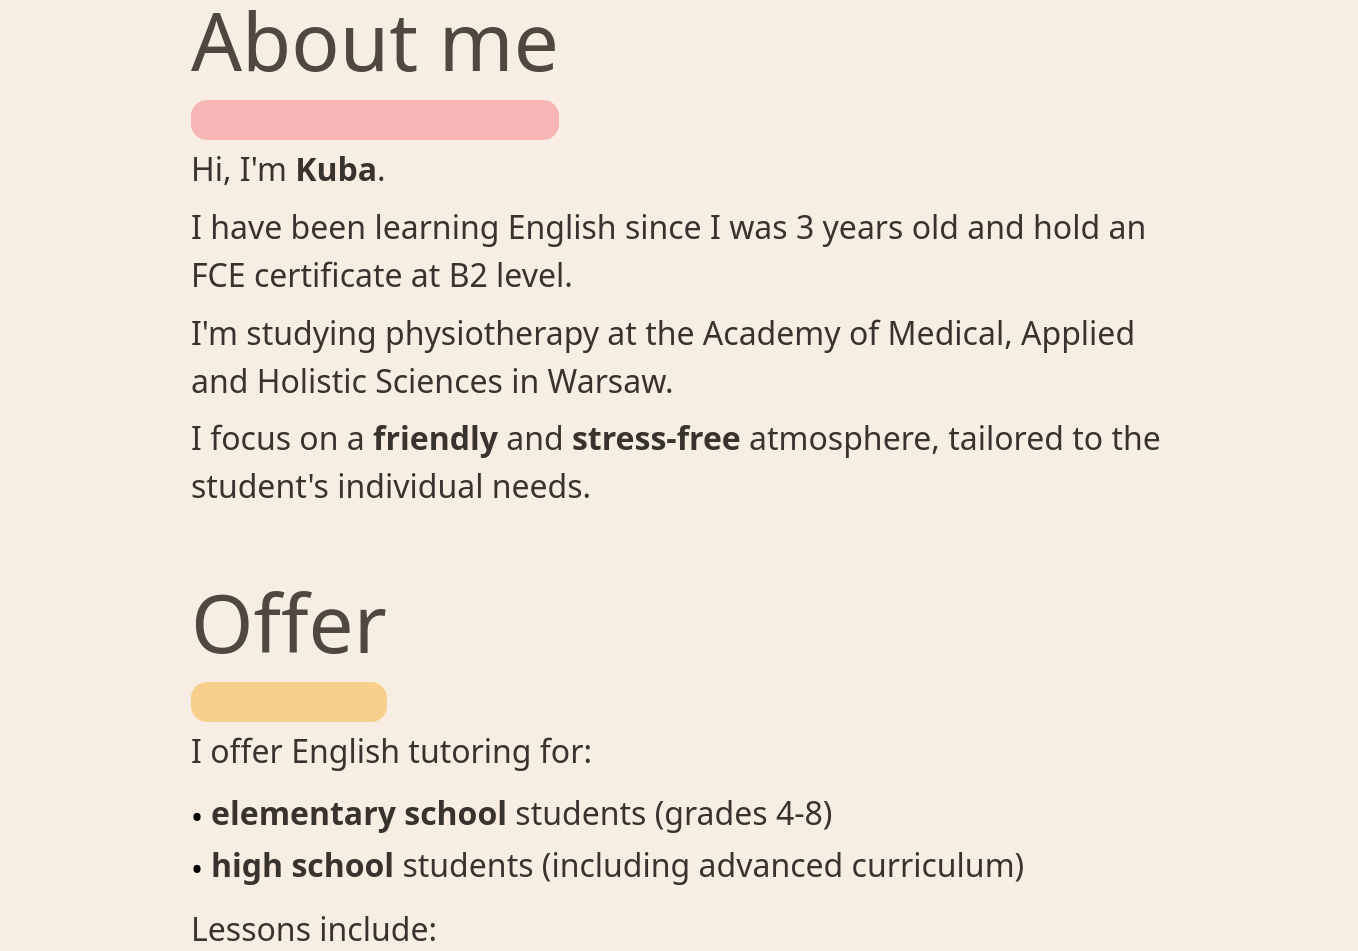 About me
Hi, I'm Kuba.
I have been learning English since I was 3 years old and hold an
FCE certificate at B2 level.
I'm studying physiotherapy at the Academy of Medical, Applied
and Holistic Sciences in Warsaw.
I focus on a friendly and stress-free atmosphere, tailored to the
student's individual needs.
Offer
I offer English tutoring for:
• elementary school students (grades 4-8)
• high school students (including advanced curriculum)
Lessons include: